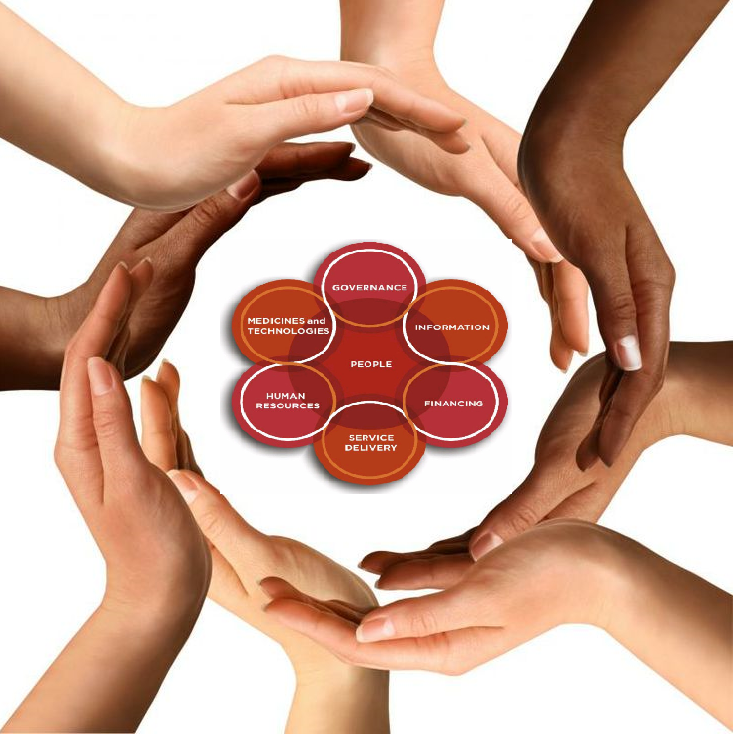 GOVERNANCE
MEDICINES and
TECHNOLOGIES
INFORMATION
PEOPLE
HUMAN
RESOURCES
FINANCING
SERVICE
DELIVERY